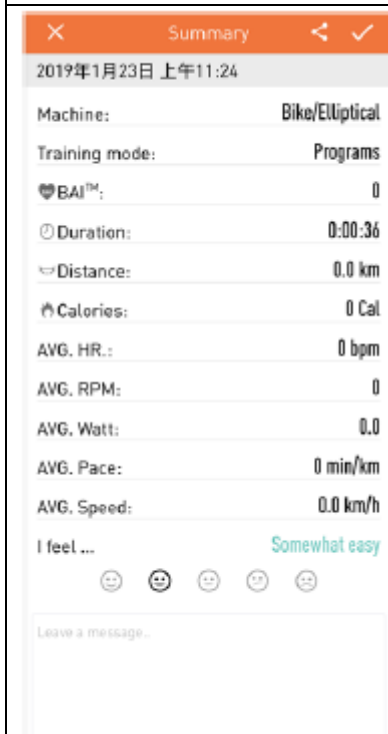 Summary
2019年1月23日 上午11:24
Machine: Bike/Elliptical
Training mode: Programs
BAI™: 0
Duration: 0:00:36
Distance: 0.0 km
Calories: 0 Cal
AVG. HR.: 0 bpm
AVG. RPM: 0
AVG. Watt: 0.0
AVG. Pace: 0 min/km
AVG. Speed: 0.0 km/h
I feel ... Somewhat easy
Leave a message..